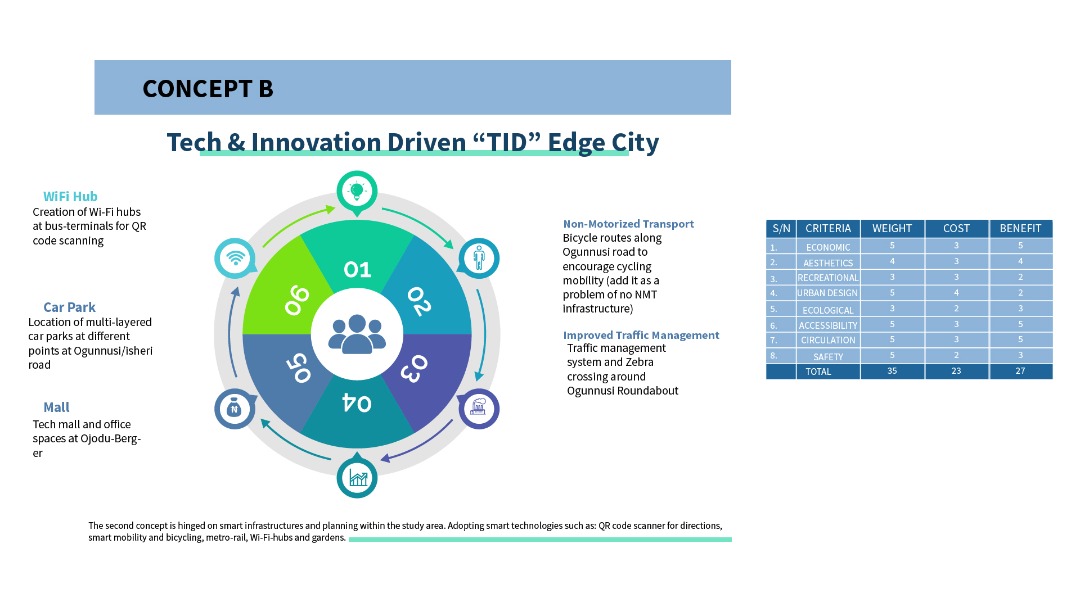 CONCEPT B
Tech & Innovation Driven “TID” Edge City
WiFi Hub
Creation of Wi-Fi hubs
at bus-terminals for QR
code scanning
Car Park
Location of multi-layered
car parks at different
points at Ogunnusi/isheri
road
Mall
Tech mall and office
spaces at Ojodu-Berg-
er
01
02
03
04
05
06
Non-Motorized Transport
Bicycle routes along
Ogunnusi road to
encourage cycling
mobility (add it as a
problem of no NMT
infrastructure)
Improved Traffic Management
Traffic management
system and Zebra
crossing around
Ogunnusi Roundabout
S/N CRITERIA WEIGHT COST BENEFIT
1. ECONOMIC 5 3 5
2. AESTHETICS 4 3 4
3. RECREATIONAL 3 3 2
4. URBAN DESIGN 5 4 2
5. ECOLOGICAL 3 2 3
6. ACCESSIBILITY 5 3 5
7. CIRCULATION 5 3 5
8. SAFETY 5 2 3
TOTAL 35 23 27
The second concept is hinged on smart infrastructures and planning within the study area. Adopting smart technologies such as: QR code scanner for directions,
smart mobility and bicycling, metro-rail, Wi-Fi-hubs and gardens.